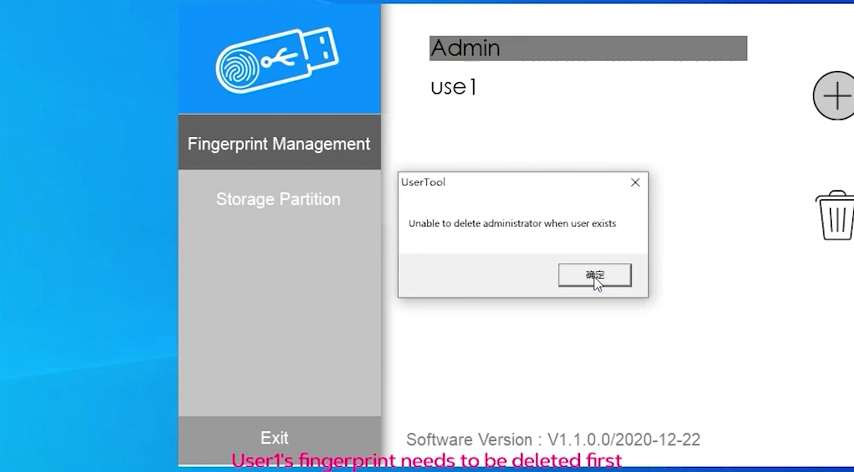 Admin
use1
Fingerprint Management
Storage Partition
UserTool
Unable to delete administrator when user exists
确定
Exit
Software Version : V1.1.0.0/2020-12-22
User1's fingerprint needs to be deleted first